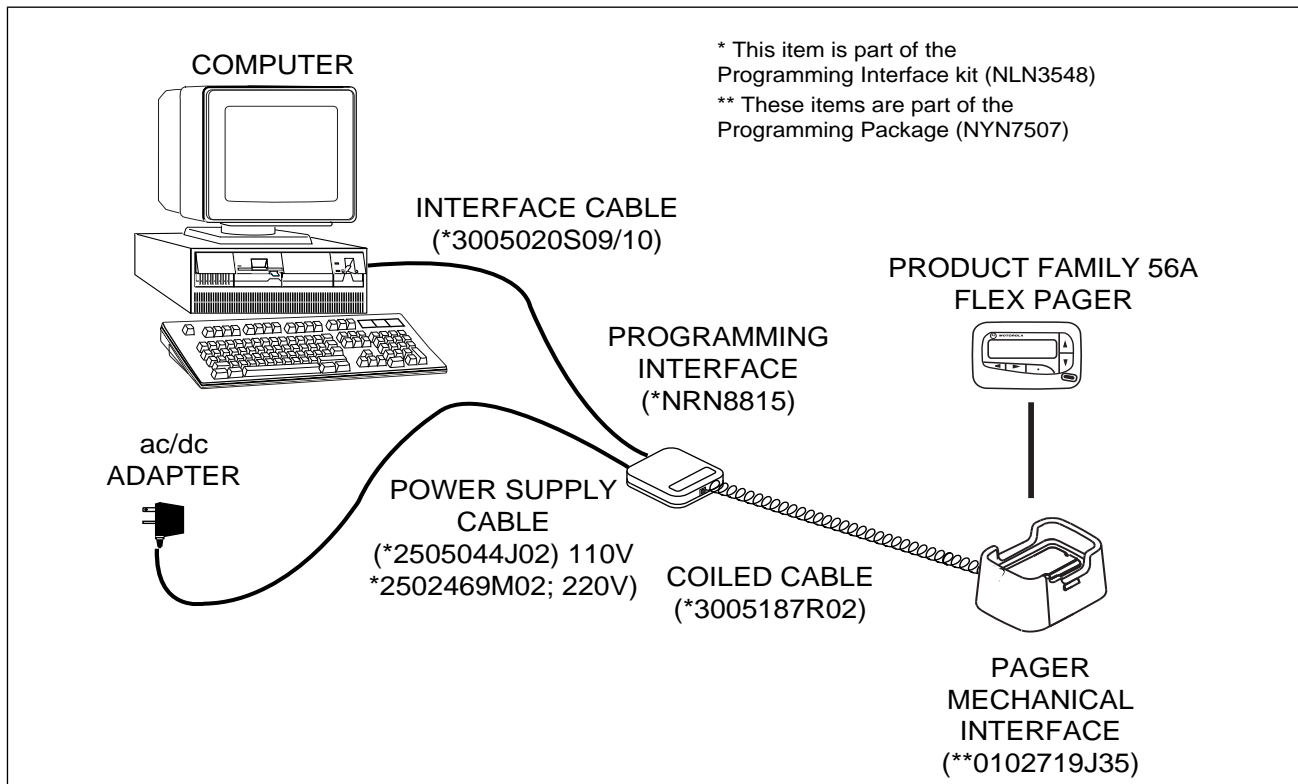 COMPUTER
* This item is part of the
Programming Interface kit (NLN3548)
** These items are part of the
Programming Package (NYN7507)
INTERFACE CABLE
(*3005020S09/10)
PRODUCT FAMILY 56A
FLEX PAGER
MOTOROLA
PROGRAMMING
INTERFACE
(*NRN8815)
ac/dc
ADAPTER
POWER SUPPLY
CABLE
(*2505044J02) 110V
*2502469M02; 220V)
COILED CABLE
(*3005187R02)
PAGER
MECHANICAL
INTERFACE
(**0102719J35)